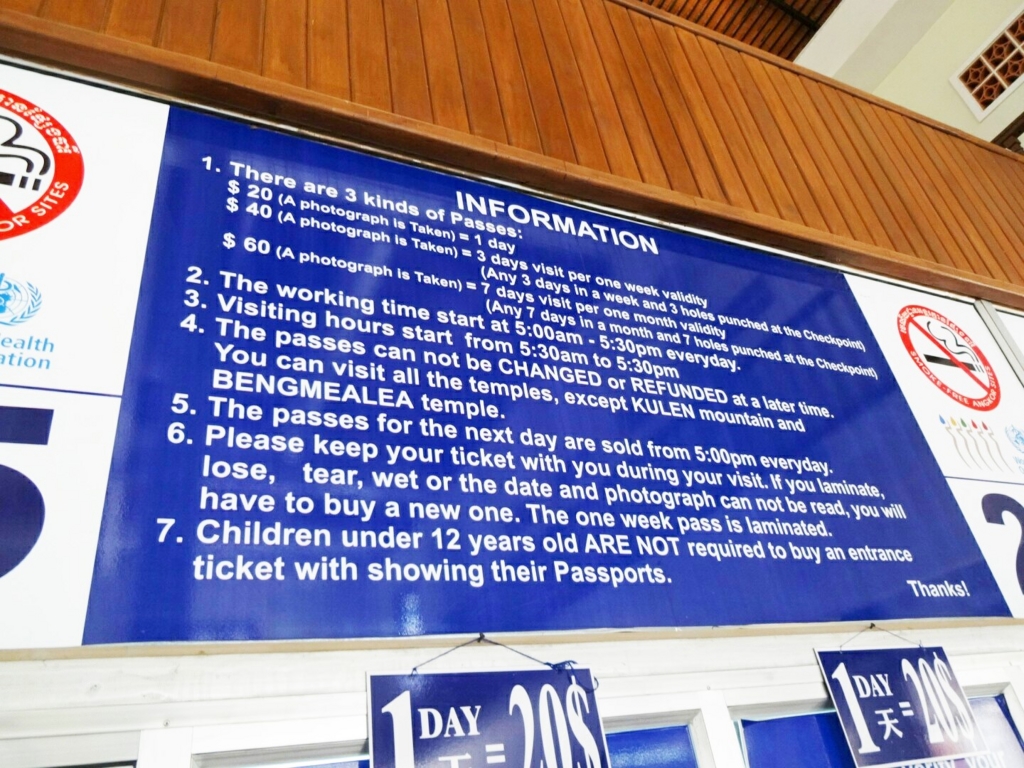 OR SITES
ealth
ation
5
INFORMATION
1. There are 3 kinds of Passes:
$ 20 (A photograph is Taken) = 1 day
$ 40 (A photograph is Taken) = 3 days visit per one week validity
(Any 3 days in a week and 3 holes punched at the Checkpoint)
$ 60 (A photograph is Taken) = 7 days visit per one month validity
(Any 7 days in a month and 7 holes punched at the Checkpoint)
2. The working time start at 5:00am - 5:30pm everyday.
3. Visiting hours start from 5:30am to 5:30pm
4. The passes can not be CHANGED or REFUNDED at a later time.
You can visit all the temples, except KULEN mountain and
BENGMEALEA temple.
5. The passes for the next day are sold from 5:00pm everyday.
6. Please keep your ticket with you during your visit. If you laminate,
lose, tear, wet or the date and photograph can not be read, you will
have to buy a new one. The one week pass is laminated.
7. Children under 12 years old ARE NOT required to buy an entrance
ticket with showing their Passports.
Thanks!
SMOKE-FREE ANGKOR SITES
2
1 DAY 天 = 20$
1 DAY 天 = 20$
your